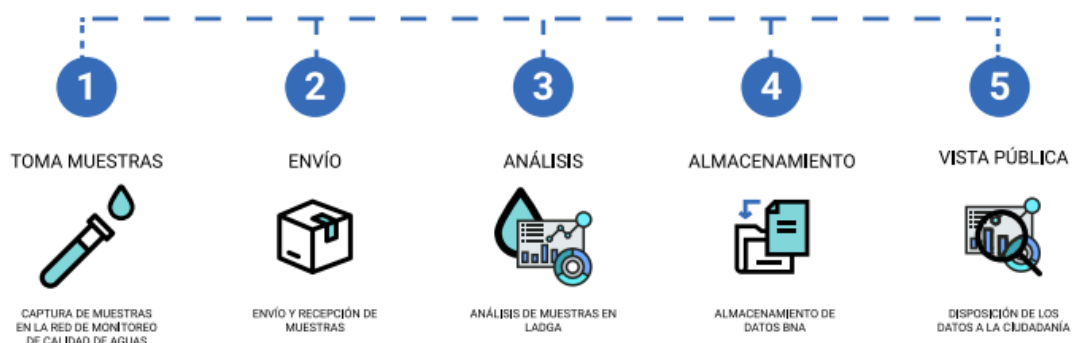 1
2
3
4
5
TOMA MUESTRAS
ENVÍO
ANÁLISIS
ALMACENAMIENTO
VISTA PÚBLICA
CAPTURA DE MUESTRAS
EN LA RED DE MONITOREO
DE CALIDAD DE AGUAS
ENVÍO Y RECEPCIÓN DE
MUESTRAS
ANÁLISIS DE MUESTRAS EN
LADGA
ALMACENAMIENTO DE
DATOS BNA
DISPOSICIÓN DE LOS
DATOS A LA CIUDADANÍA